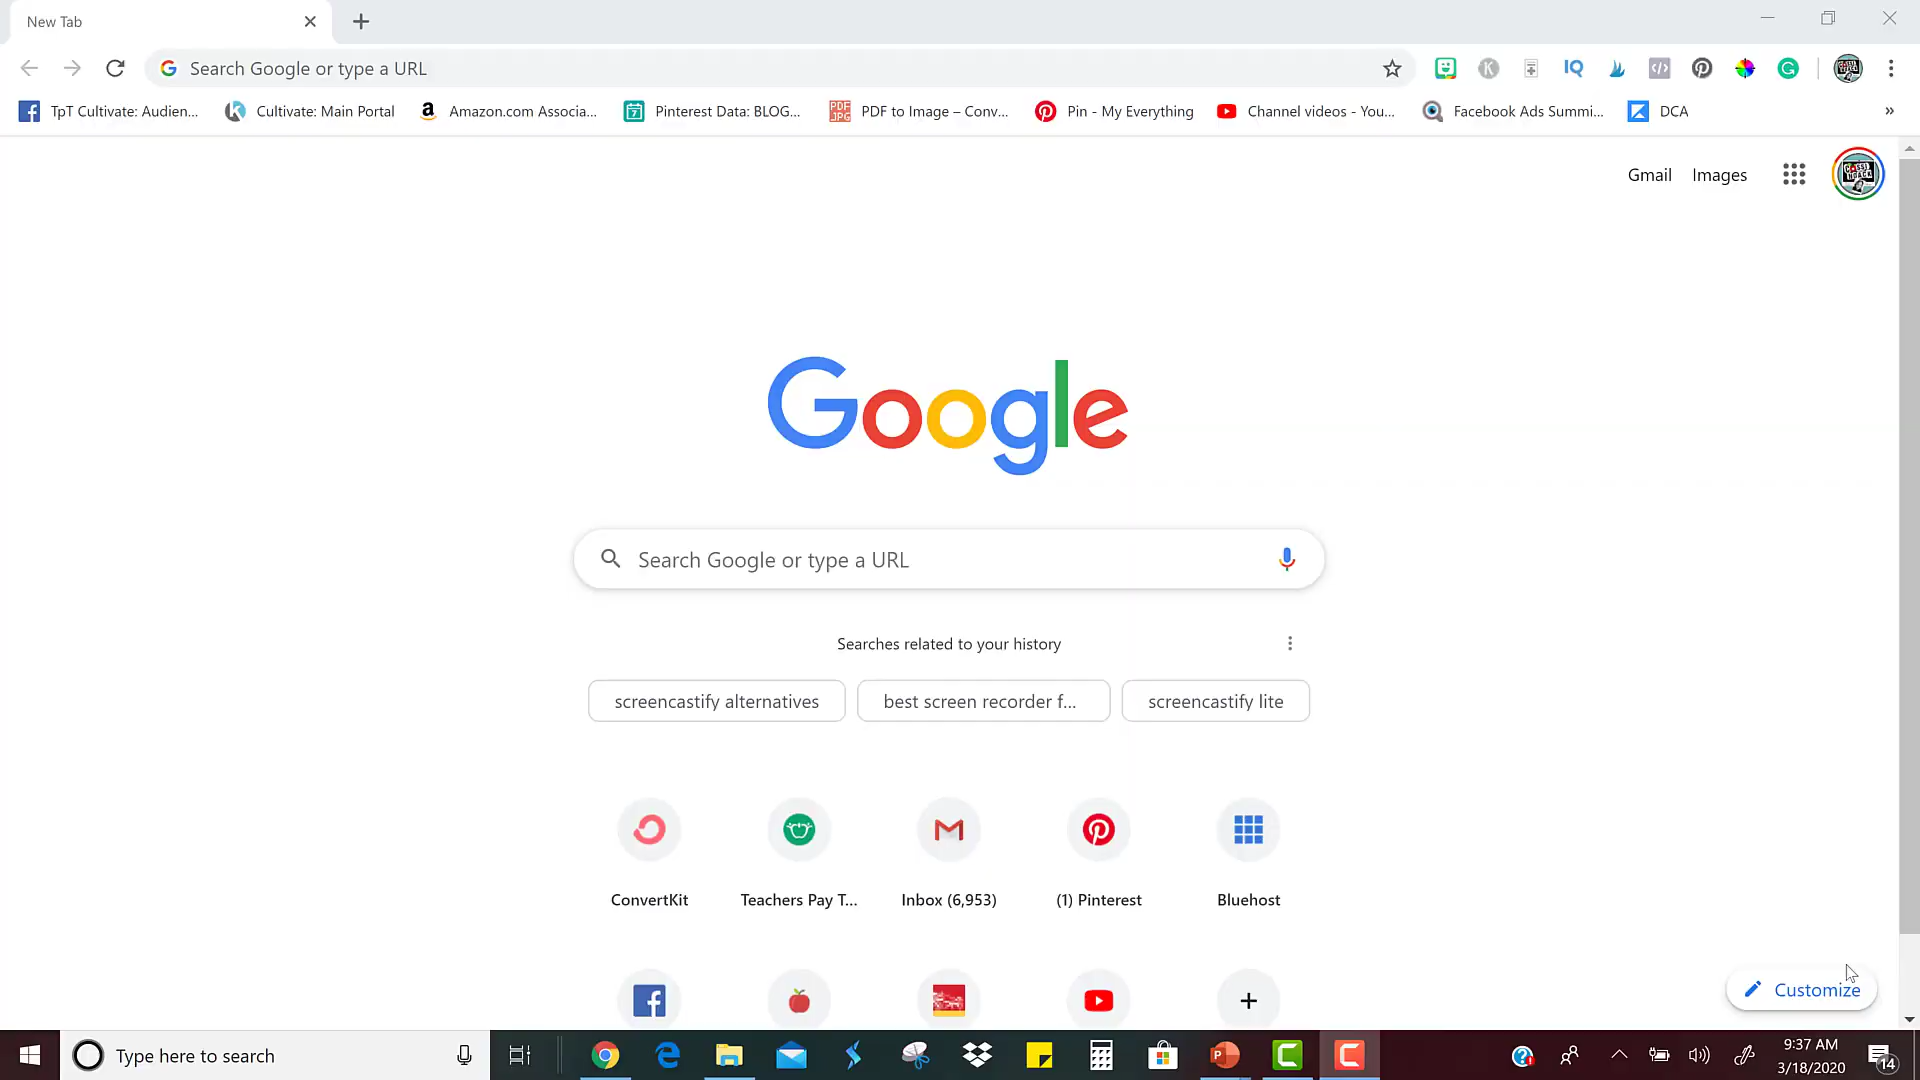 New Tab
Search Google or type a URL
TpT Cultivate: Audien...
Cultivate: Main Portal
Amazon.com Associa...
Pinterest Data: BLOG...
PDF to Image – Conv...
Pin - My Everything
Channel videos - You...
Facebook Ads Summi...
DCA
»
Gmail
Images
Google
Search Google or type a URL
Searches related to your history
screencastify alternatives
best screen recorder f...
screencastify lite
ConvertKit
Teachers Pay T...
Inbox (6,953)
(1) Pinterest
Bluehost
Customize
Type here to search
9:37 AM
3/18/2020
14